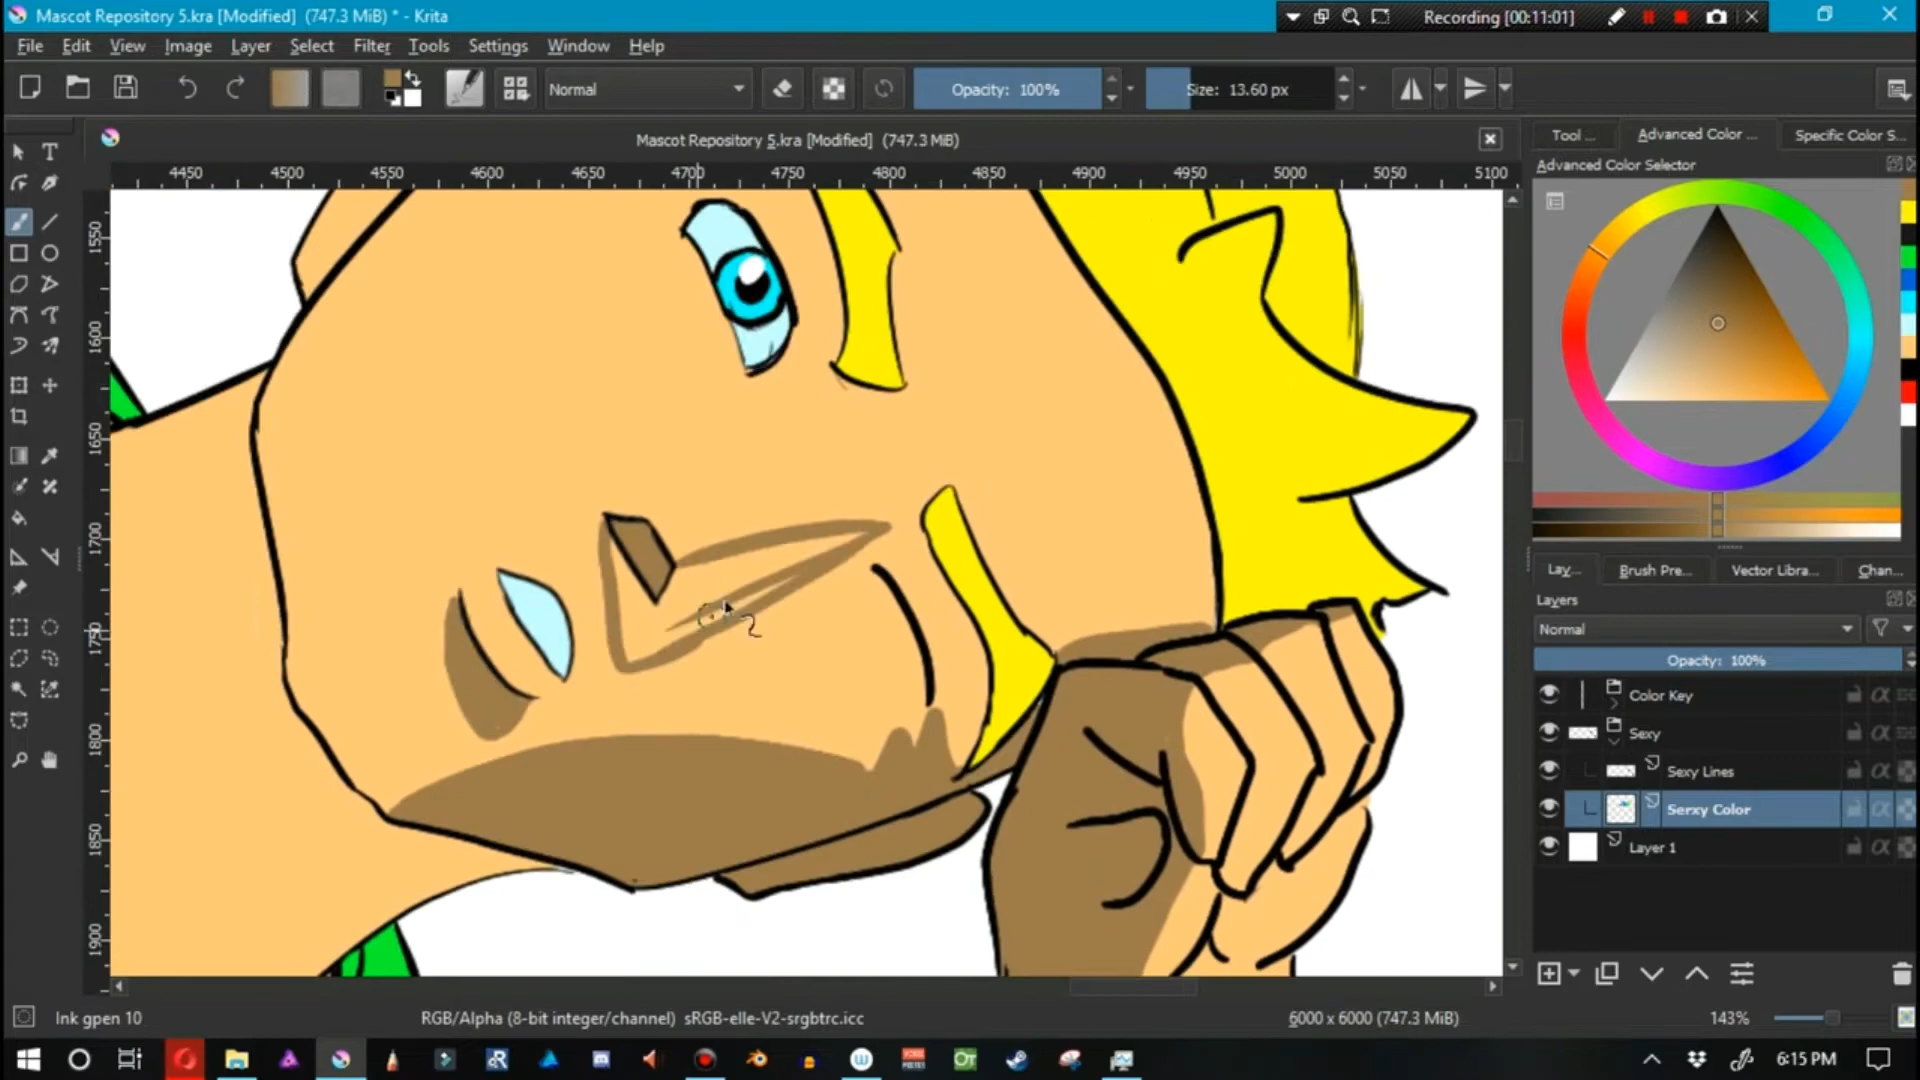 Mascot Repository 5.kra [Modified] (747.3 MiB) * - Krita
Recording [00:11:01]
File Edit View Image Layer Select Filter Tools Settings Window Help
Normal
Opacity: 100%
Size: 13.60 px
Mascot Repository 5.kra [Modified] (747.3 MiB)
Tool ...
Advanced Color ...
Specific Color S...
Advanced Color Selector
4450 4500 4550 4600 4650 4700 4750 4800 4850 4900 4950 5000 5050 5100
1550
1600
1650
1700
1750
1800
1850
1900
Lay...
Brush Pre...
Vector Libra...
Chan...
Layers
Normal
Opacity: 100%
Color Key
Sexy
Sexy Lines
Serxy Color
Layer 1
Ink gpen 10
RGB/Alpha (8-bit integer/channel) sRGB-elle-V2-srgbtrc.icc
6000 x 6000 (747.3 MiB)
143%
6:15 PM